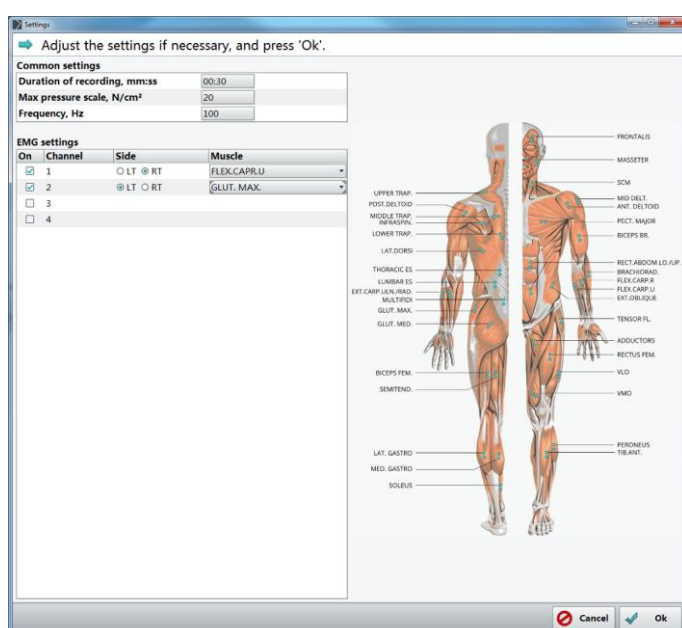 Settings
Adjust the settings if necessary, and press 'Ok'.
Common settings
Duration of recording, mm:ss 00:30
Max pressure scale, N/cm² 20
Frequency, Hz 100
EMG settings
On Channel Side Muscle
1 LT RT FLEX.CAPR.U
2 LT RT GLUT. MAX.
3
4
UPPER TRAP.
POST.DELTOID
MIDDLE TRAP.
INFRASPIN.
LOWER TRAP.
LAT.DORSI
THORACIC ES
LUMBAR ES
EXT.CARP.ULN./RAD.
MULTIFIDI
GLUT. MAX.
GLUT. MED.
BICEPS FEM.
SEMITEND.
LAT. GASTRO
MED. GASTRO
SOLEUS
FRONTALIS
MASSETER
SCM
MID DELT.
ANT. DELTOID
PECT. MAJOR
BICEPS BR.
RECT.ABDOM.LO./UP.
BRACHIORAD.
FLEX.CARP.R
FLEX.CARP.U
EXT.OBLIQUE
TENSOR FL.
ADDUCTORS
RECTUS FEM.
VLO
VMO
PERONEUS
TIB.ANT.
Cancel Ok